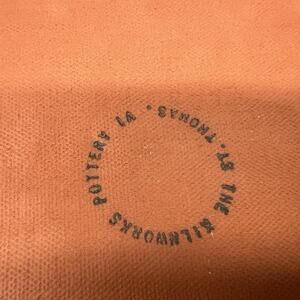 THE KILNWORKS POTTERY
ST. THOMAS, VI